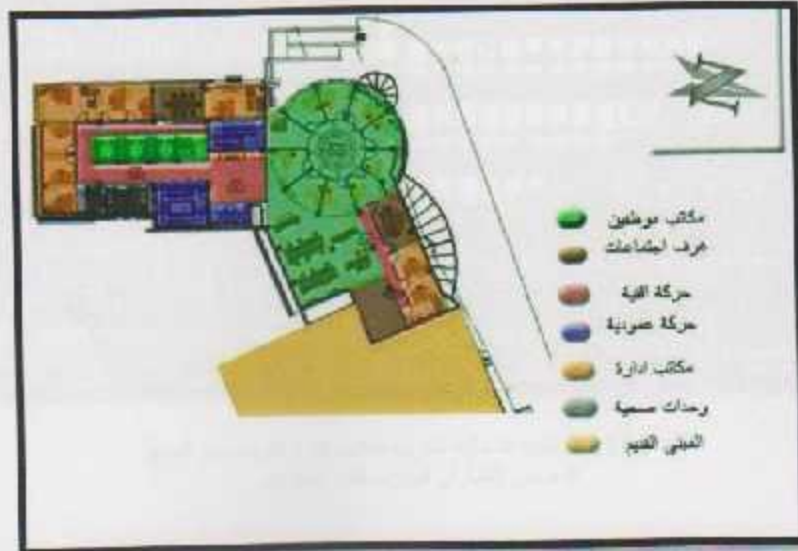 مكاتب موظفين
غرف اجتماعات
حركة افقية
حركة عمودية
مكاتب ادارة
وحدات صحية
المبنى القديم